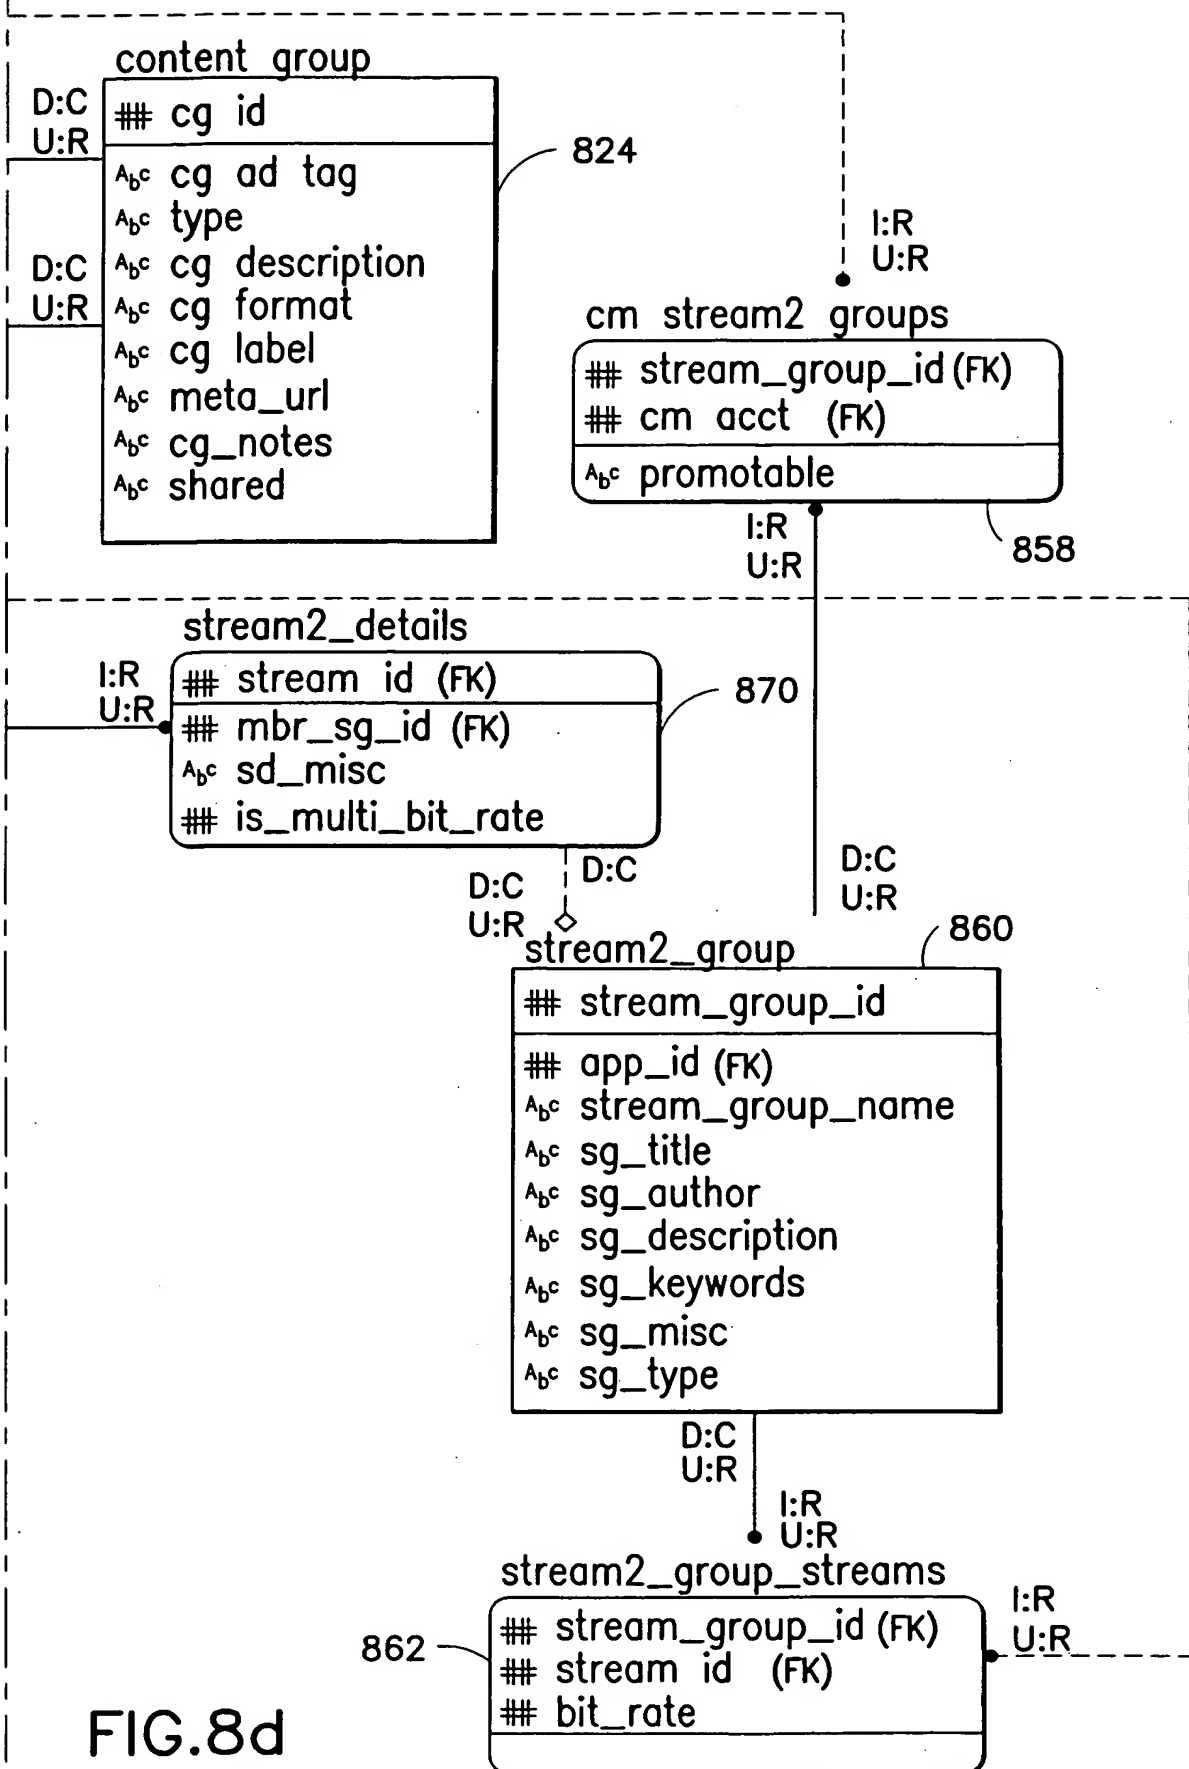 content group
D:C
U:R
## cg id
824
Abc cg ad tag
Abc type
D:C
U:R
Abc cg description
Abc cg format
Abc cg label
Abc meta_url
Abc cg_notes
Abc shared
I:R
U:R
cm stream2 groups
## stream_group_id (FK)
## cm acct (FK)
Abc promotable
858
I:R
U:R
stream2_details
I:R
U:R
## stream id (FK)
870
## mbr_sg_id (FK)
Abc sd_misc
## is_multi_bit_rate
D:C
U:R
D:C
D:C
U:R
stream2_group
860
## stream_group_id
## app_id (FK)
Abc stream_group_name
Abc sg_title
Abc sg_author
Abc sg_description
Abc sg_keywords
Abc sg_misc
Abc sg_type
D:C
U:R
I:R
U:R
stream2_group_streams
I:R
U:R
862
## stream_group_id (FK)
## stream id (FK)
## bit_rate
FIG.8d